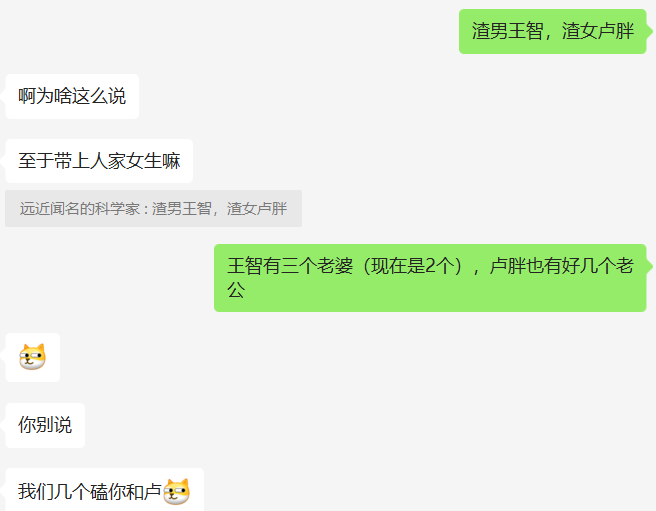 渣男王智，渣女卢胖
啊为啥这么说
至于带上人家女生嘛
远近闻名的科学家 : 渣男王智，渣女卢胖
王智有三个老婆（现在是2个），卢胖也有好几个老
公
你别说
我们几个磕你和卢